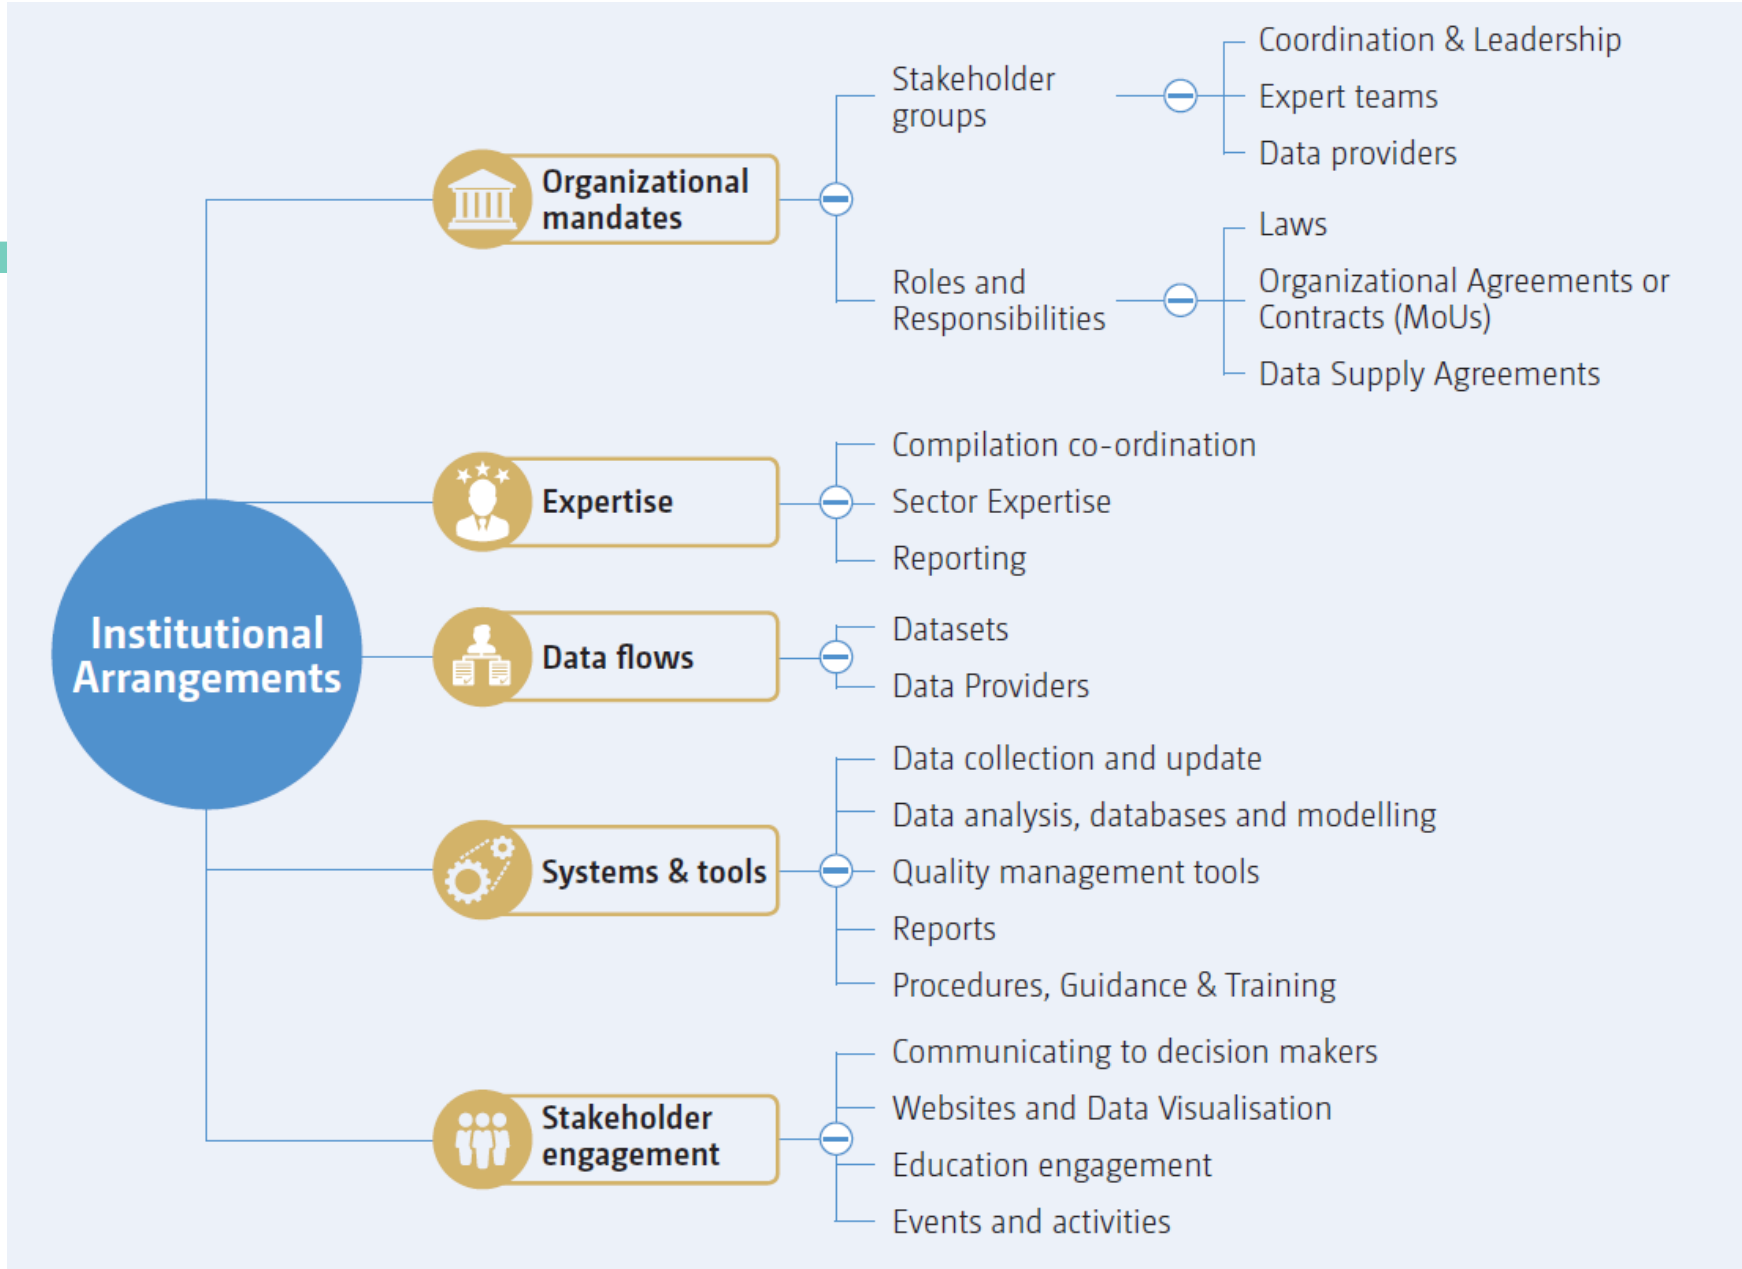 Institutional
Arrangements
Organizational
mandates
Stakeholder
groups
Coordination & Leadership
Expert teams
Data providers
Roles and
Responsibilities
Laws
Organizational Agreements or
Contracts (MoUs)
Data Supply Agreements
Expertise
Compilation co-ordination
Sector Expertise
Reporting
Data flows
Datasets
Data Providers
Systems & tools
Data collection and update
Data analysis, databases and modelling
Quality management tools
Reports
Procedures, Guidance & Training
Stakeholder
engagement
Communicating to decision makers
Websites and Data Visualisation
Education engagement
Events and activities